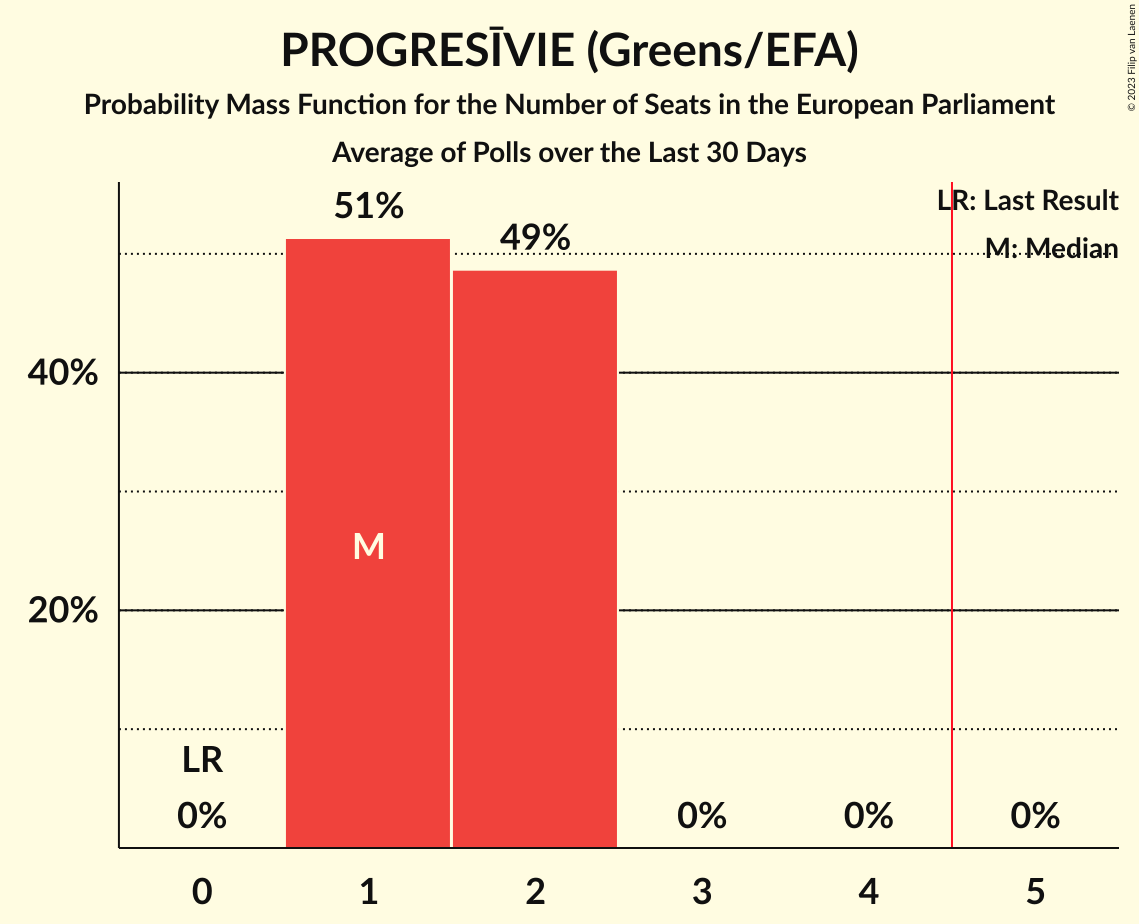 PROGRESĪVIE (Greens/EFA)
Probability Mass Function for the Number of Seats in the European Parliament
Average of Polls over the Last 30 Days
© 2023 Filip van Laenen
LR: Last Result
M: Median
51%
49%
40%
20%
M
LR
0%
0%
0%
0%
0
1
2
3
4
5